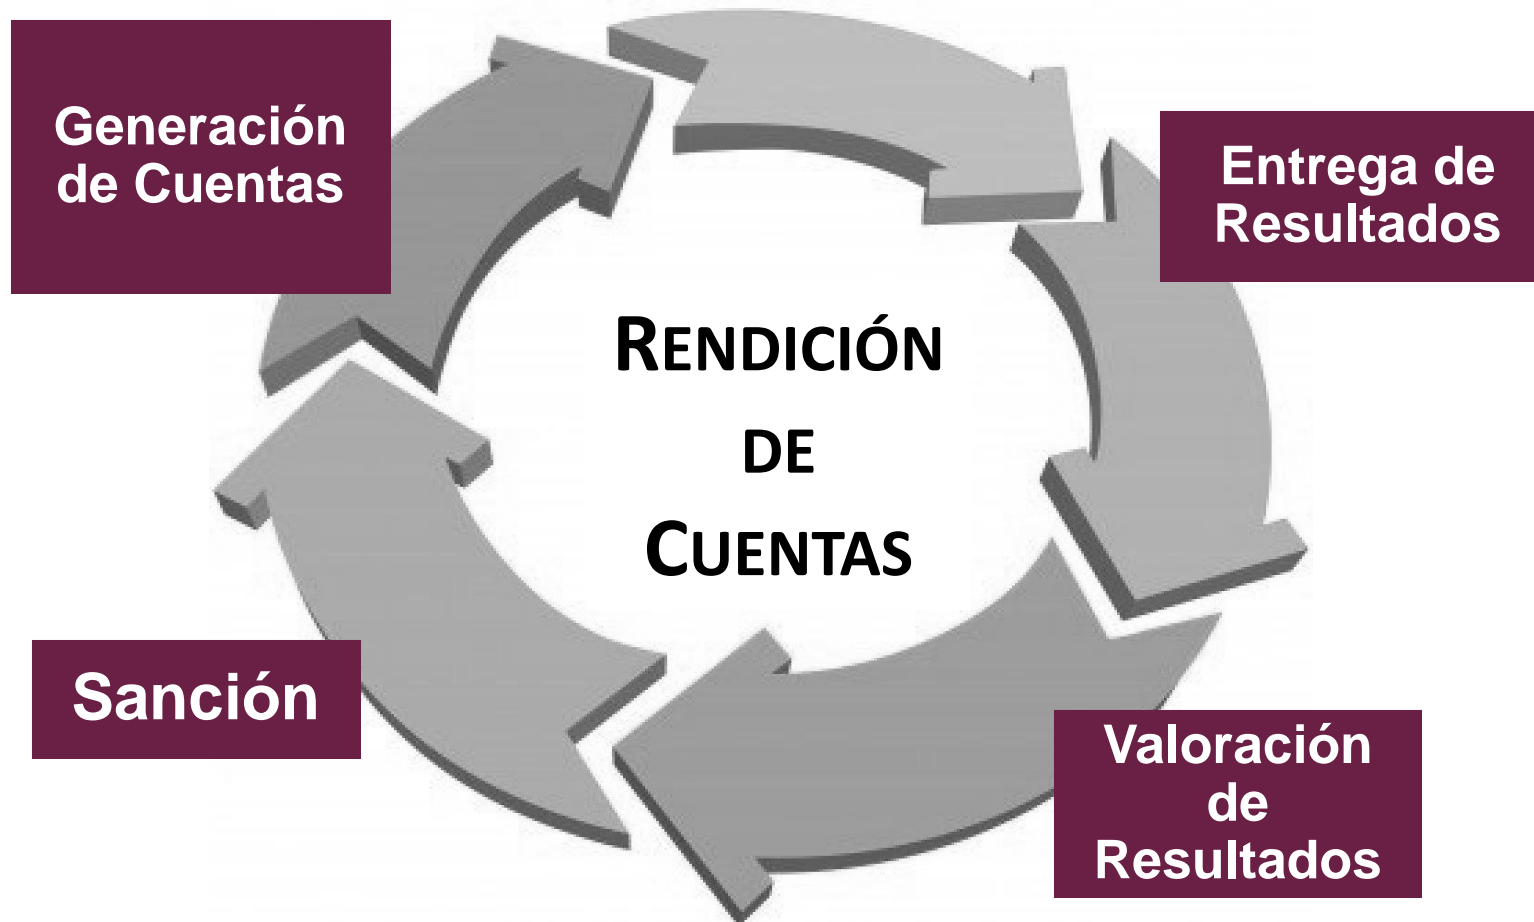 Generación
de Cuentas
Entrega de
Resultados
RENDICIÓN
DE
CUENTAS
Sanción
Valoración
de
Resultados